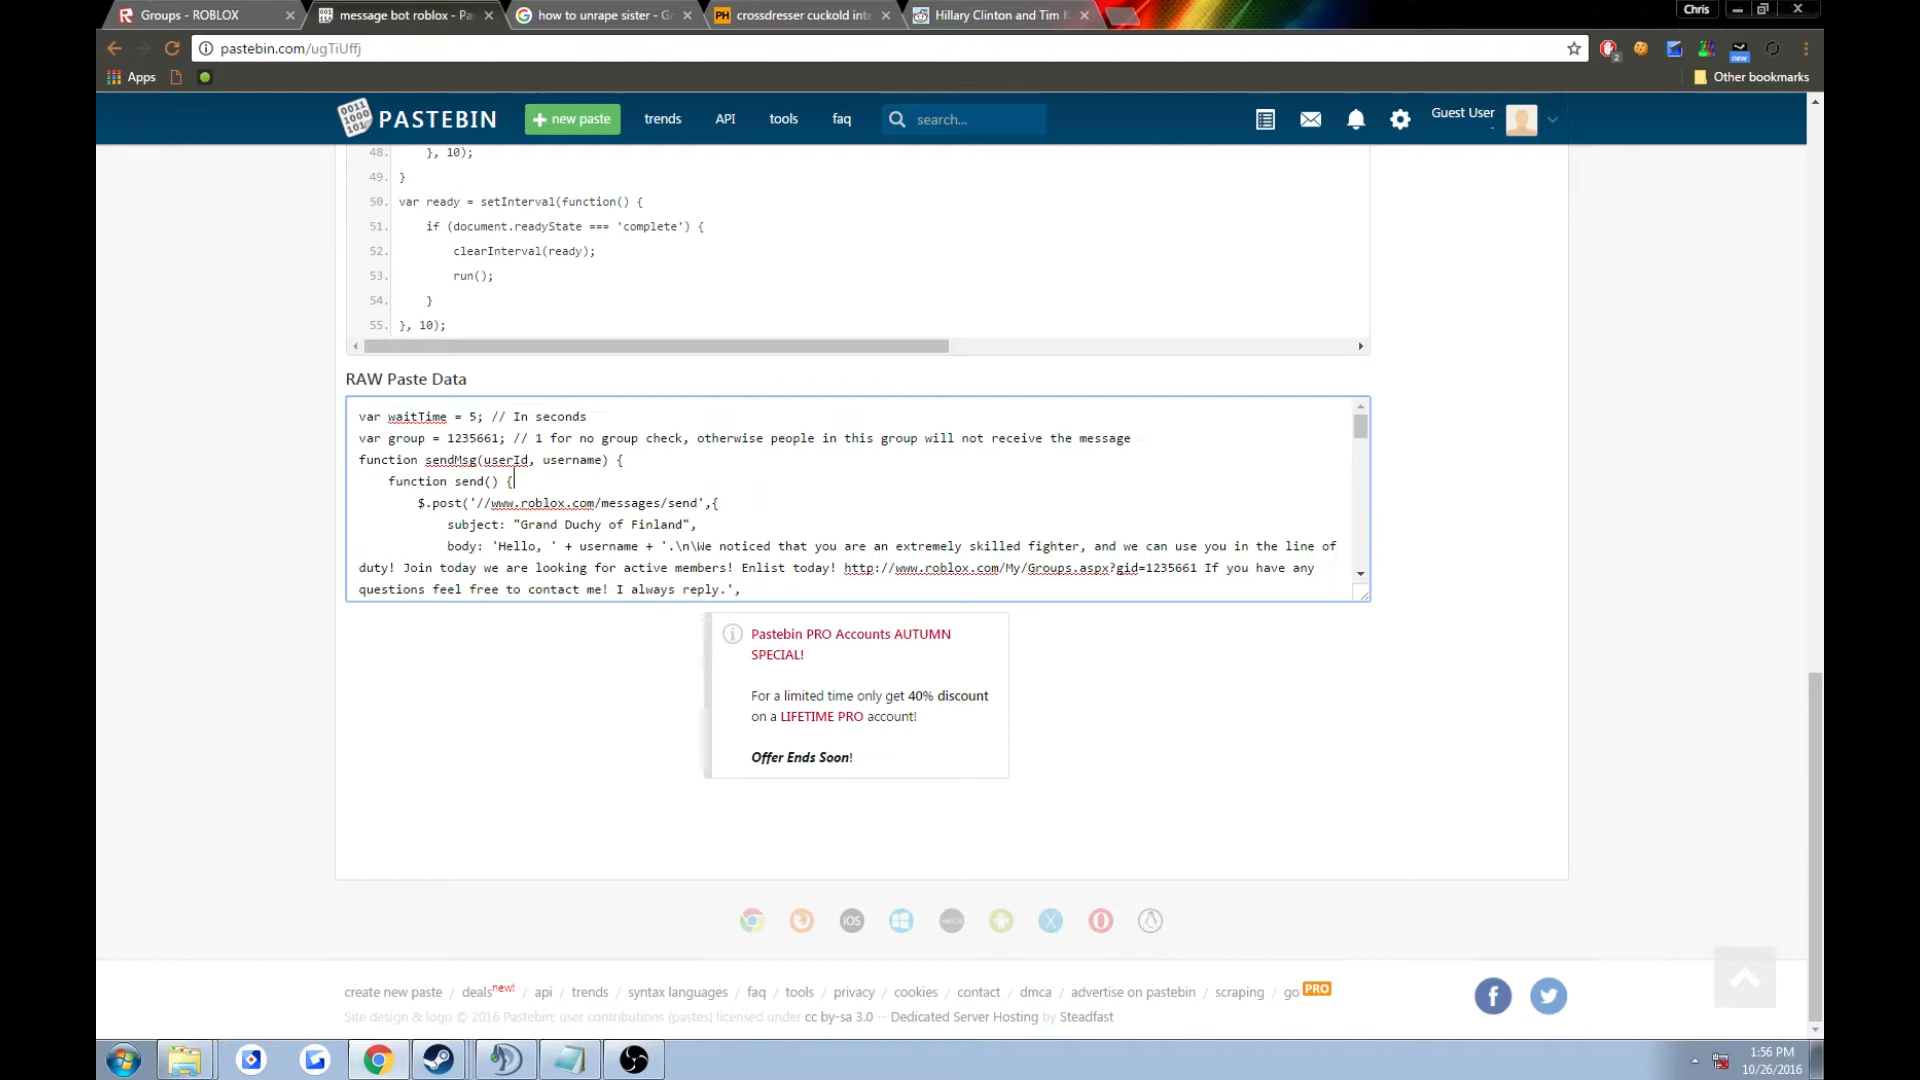 Groups - ROBLOX
message bot roblox - Pa
how to unrape sister - G
PH crossdresser cuckold inte
Hillary Clinton and Tim K
Chris
pastebin.com/ugTiUffj
2
new
Apps
Other bookmarks
PASTEBIN
+ new paste
trends
API
tools
faq
search...
Guest User
-
48. }, 10);
49. }
50. var ready = setInterval(function() {
51. if (document.readyState === 'complete') {
52. clearInterval(ready);
53. run();
54. }
55. }, 10);
RAW Paste Data
var waitTime = 5; // In seconds
var group = 1235661; // 1 for no group check, otherwise people in this group will not receive the message
function sendMsg(userId, username) {
function send() {
$.post('//www.roblox.com/messages/send',{
subject: "Grand Duchy of Finland",
body: 'Hello, ' + username + '.\n\We noticed that you are an extremely skilled fighter, and we can use you in the line of
duty! Join today we are looking for active members! Enlist today! http://www.roblox.com/My/Groups.aspx?gid=1235661 If you have any
questions feel free to contact me! I always reply.',
Pastebin PRO Accounts AUTUMN
SPECIAL!
For a limited time only get 40% discount
on a LIFETIME PRO account!
Offer Ends Soon!
iOS
create new paste / deals new! / api / trends / syntax languages / faq / tools / privacy / cookies / contact / dmca / advertise on pastebin / scraping / go PRO
Site design & logo © 2016 Pastebin; user contributions (pastes) licensed under cc by-sa 3.0 -- Dedicated Server Hosting by Steadfast
1:56 PM
10/26/2016